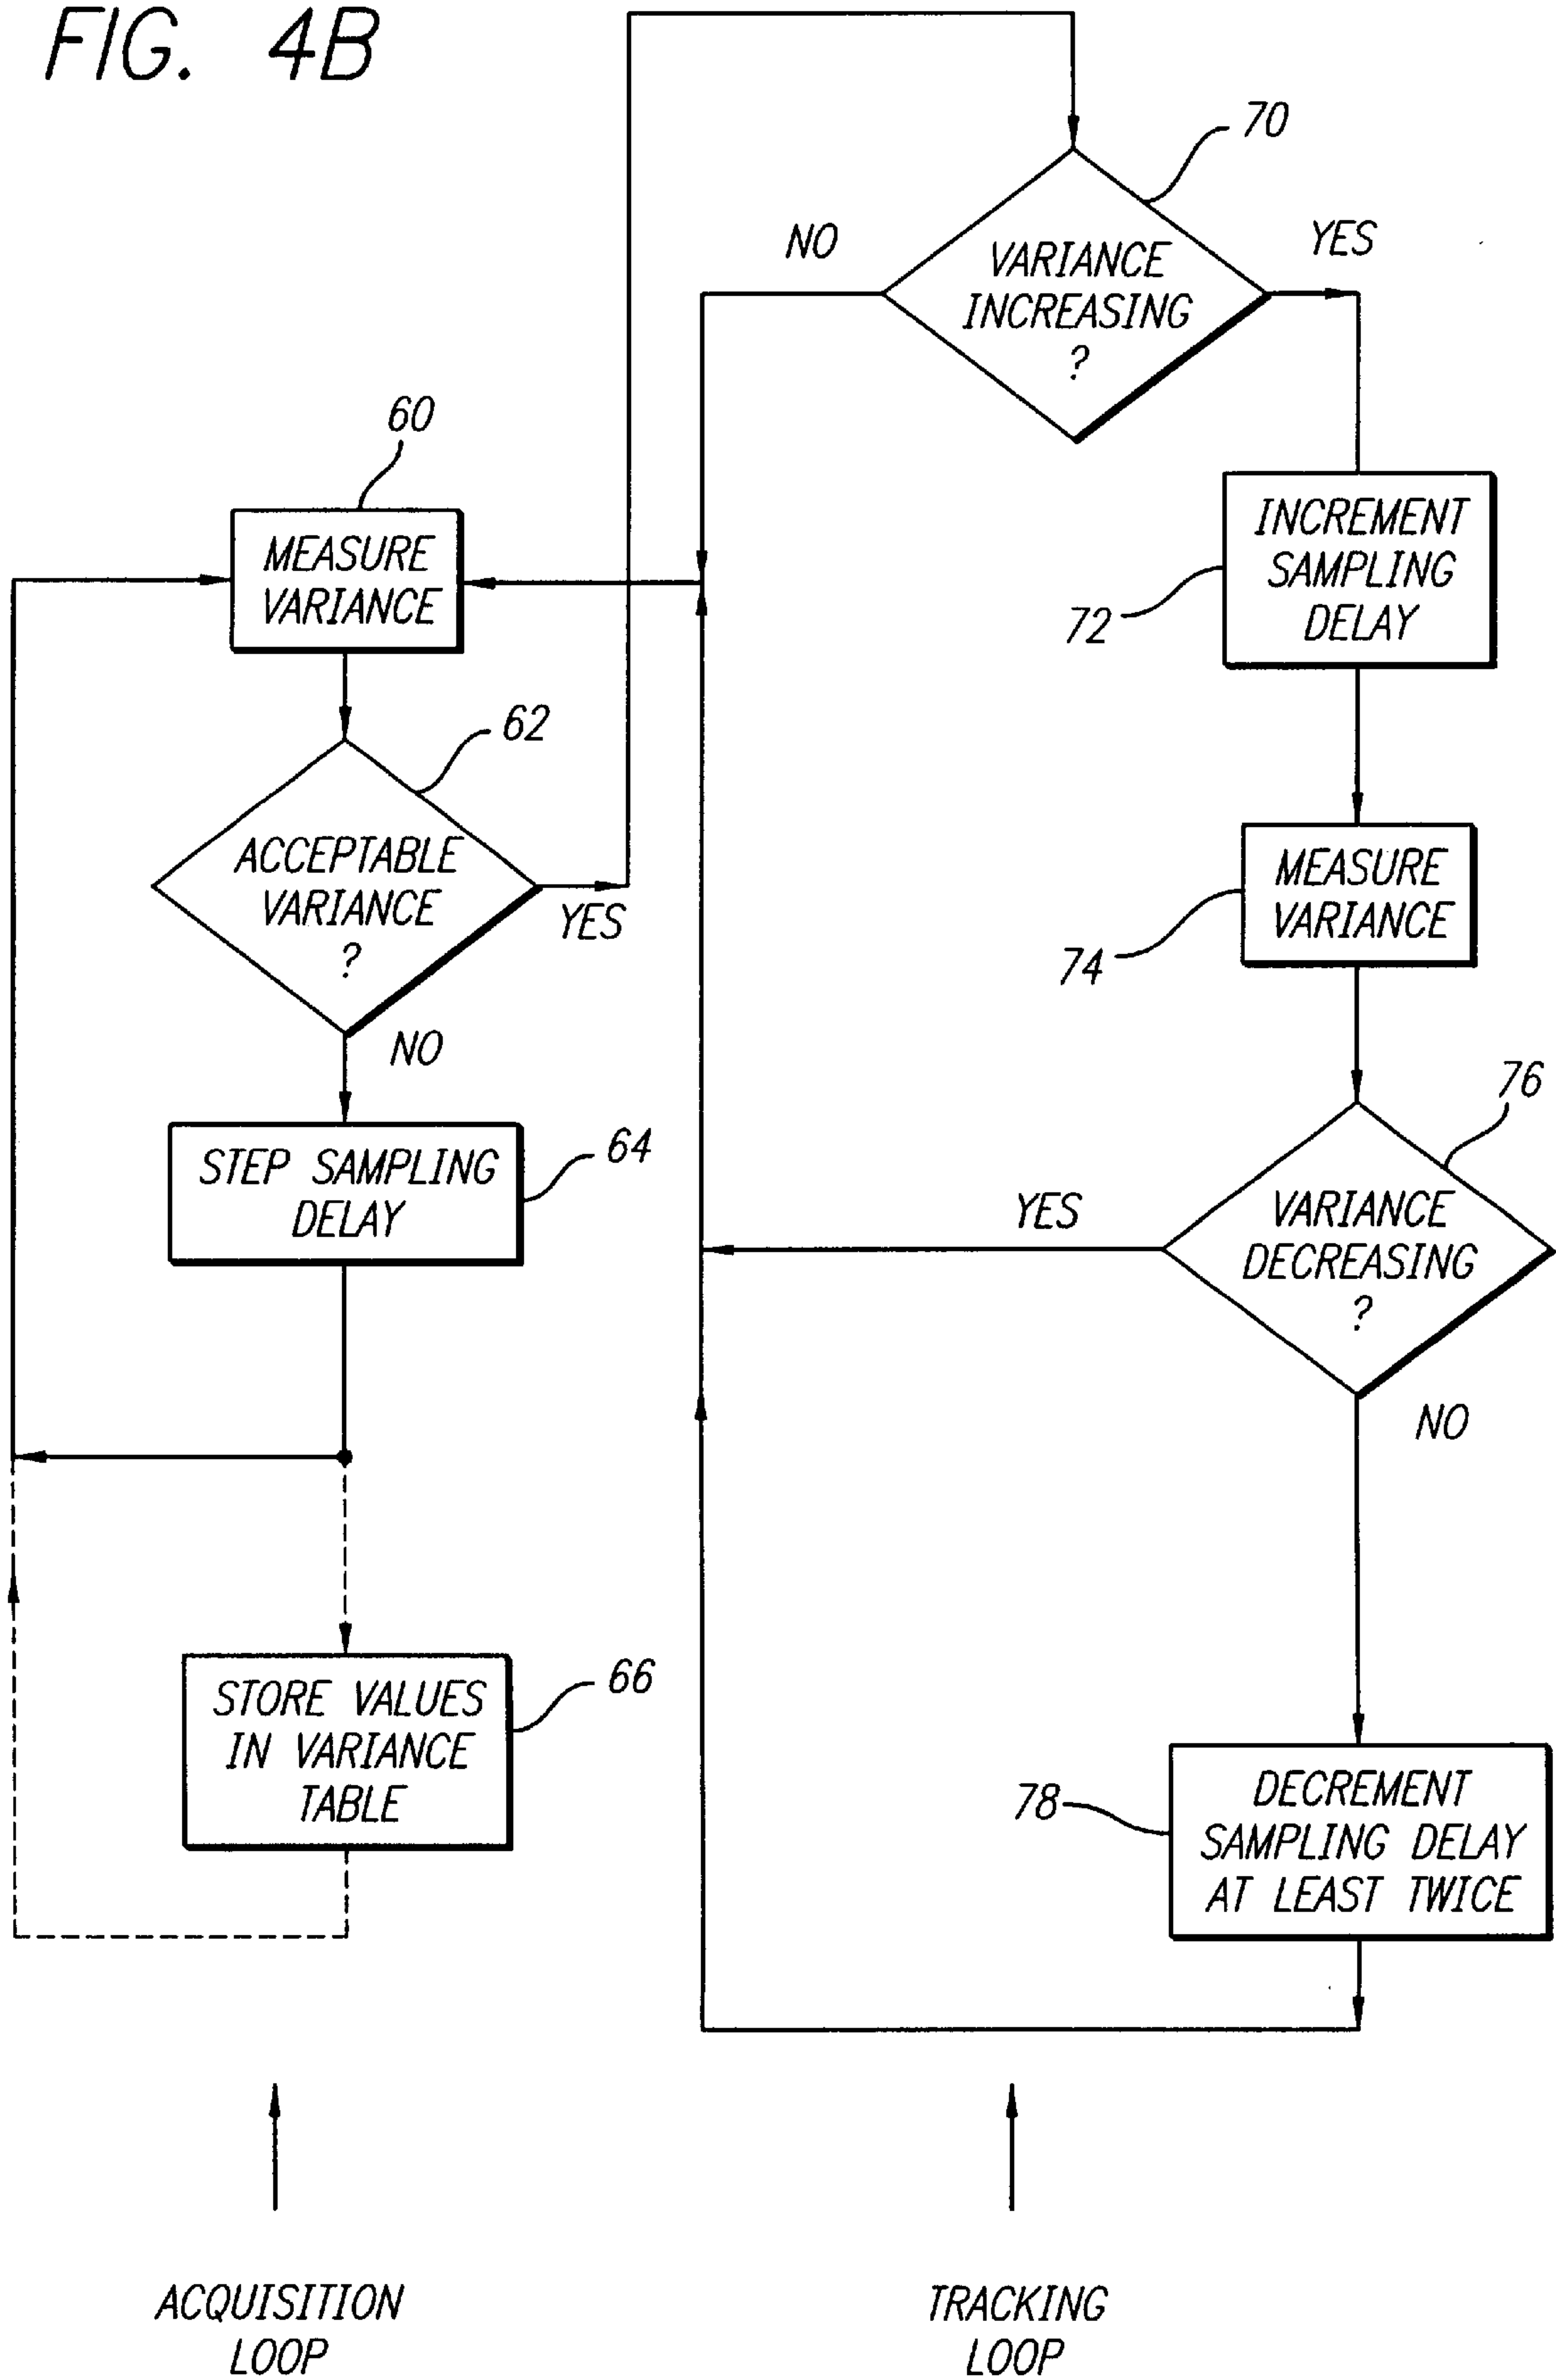 FIG. 4B
70
NO
YES
VARIANCE
INCREASING
?
60
MEASURE
VARIANCE
INCREMENT
SAMPLING
DELAY
72
62
ACCEPTABLE
VARIANCE
?
YES
NO
MEASURE
VARIANCE
74
76
STEP SAMPLING
DELAY
64
YES
VARIANCE
DECREASING
?
NO
STORE VALUES
IN VARIANCE
TABLE
66
78
DECREMENT
SAMPLING DELAY
AT LEAST TWICE
ACQUISITION
LOOP
TRACKING
LOOP